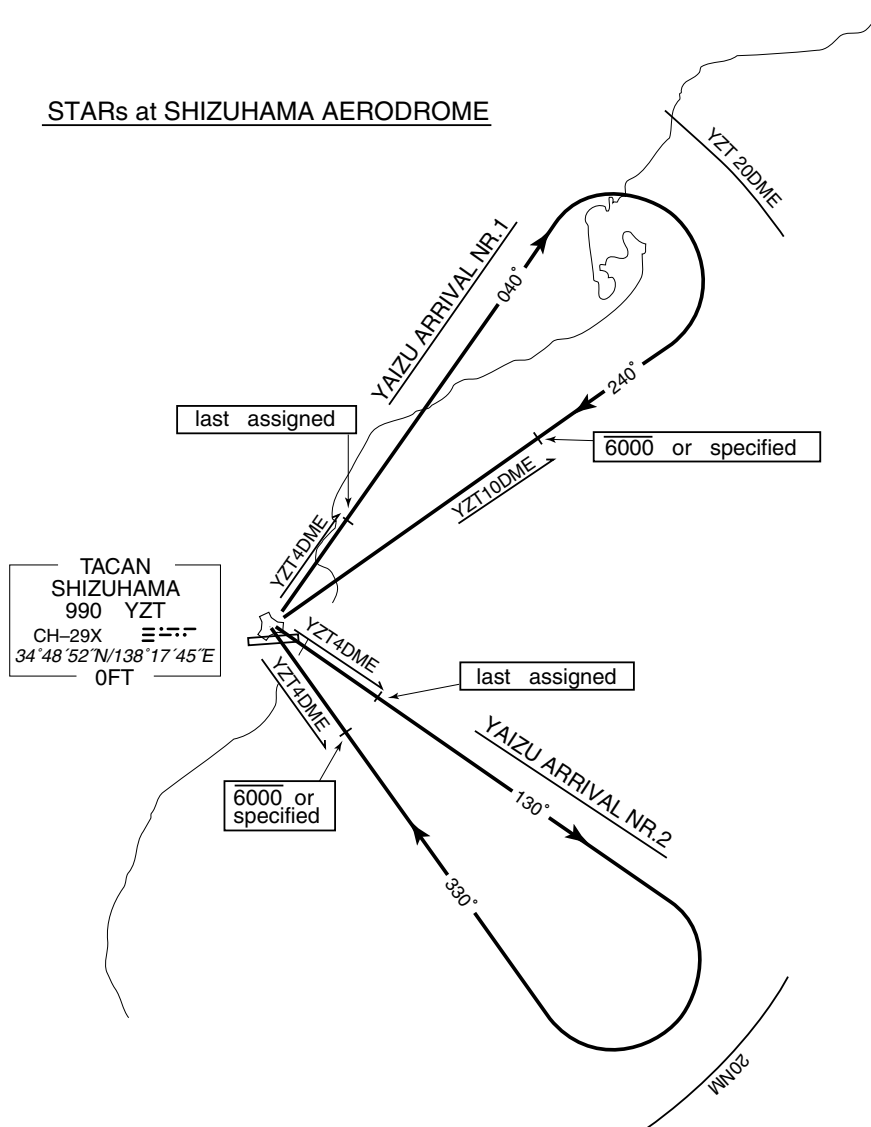 STARs at SHIZUHAMA AERODROME
YZT 20DME
YAIZU ARRIVAL NR.1
040°
240°
last assigned
6000 or specified
YZT10DME
YZT4DME
TACAN
SHIZUHAMA
990 YZT
CH–29X
34°48´52˝N/138°17´45˝E
0FT
YZT4DME
last assigned
YZT4DME
YAIZU ARRIVAL NR.2
6000 or
specified
130°
330°
20NM